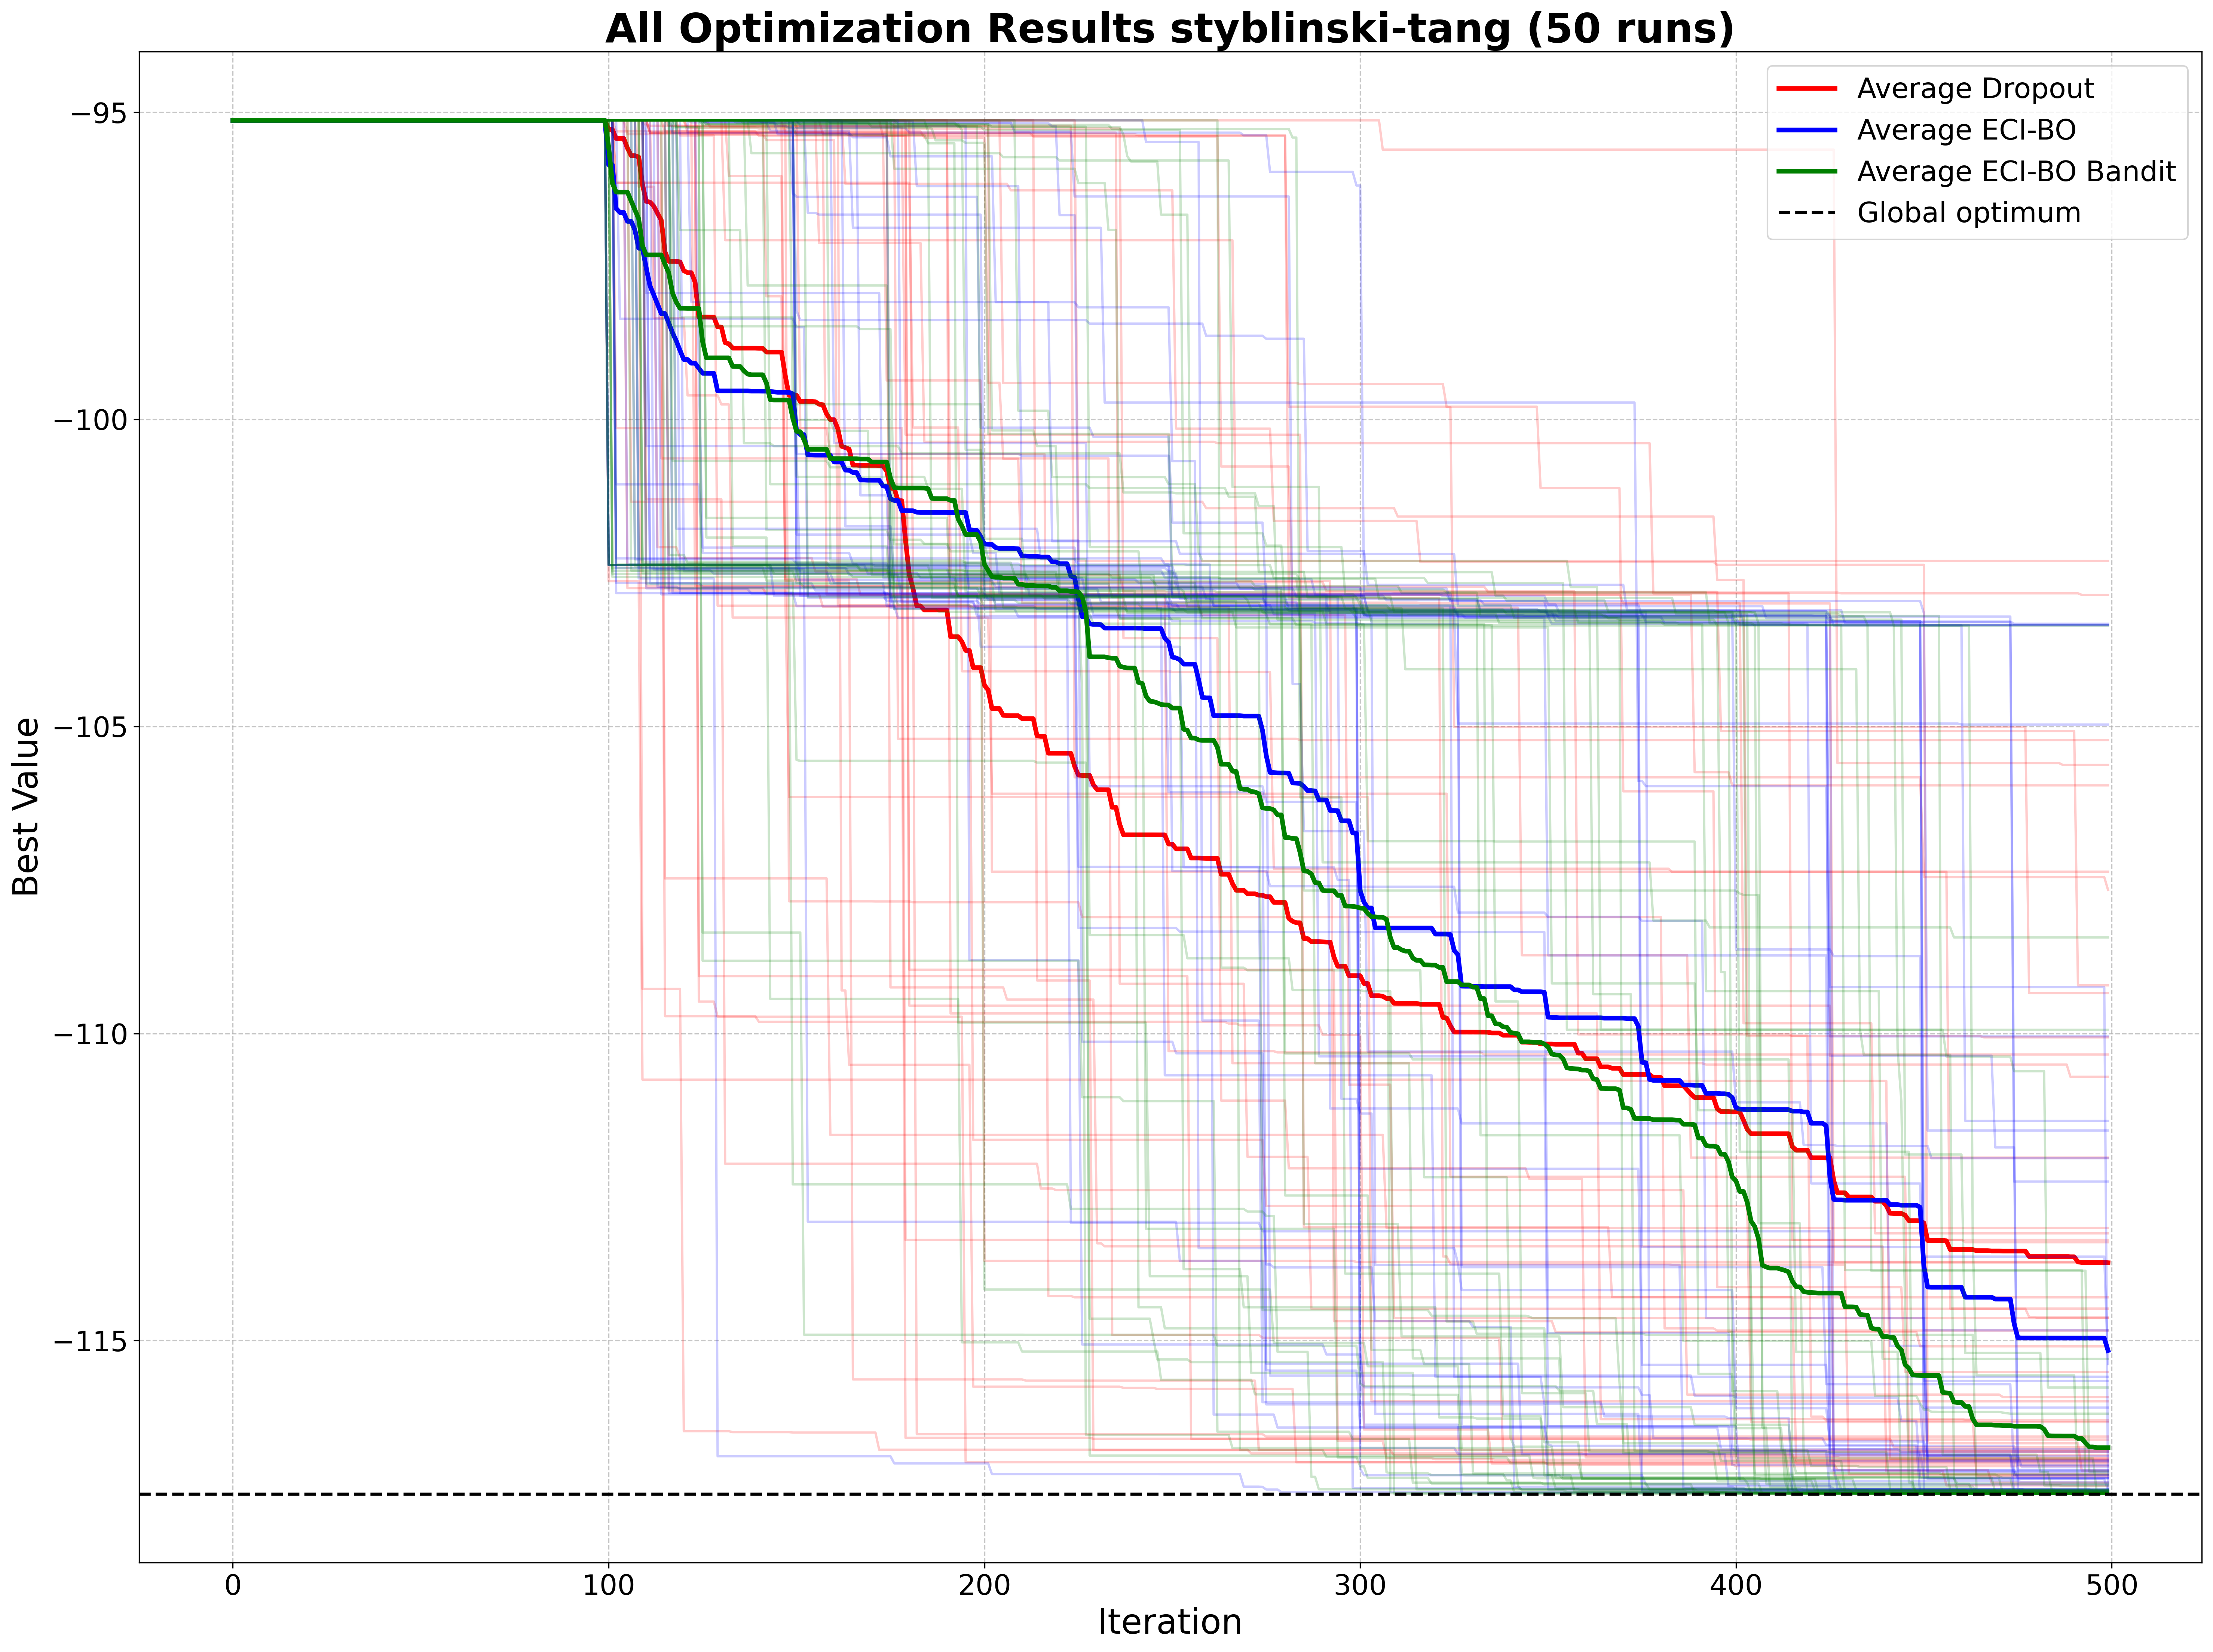 All Optimization Results styblinski-tang (50 runs)
Average Dropout
Average ECI-BO
Average ECI-BO Bandit
Global optimum
Best Value
−95
−100
−105
−110
−115
0 100 200 300 400 500
Iteration